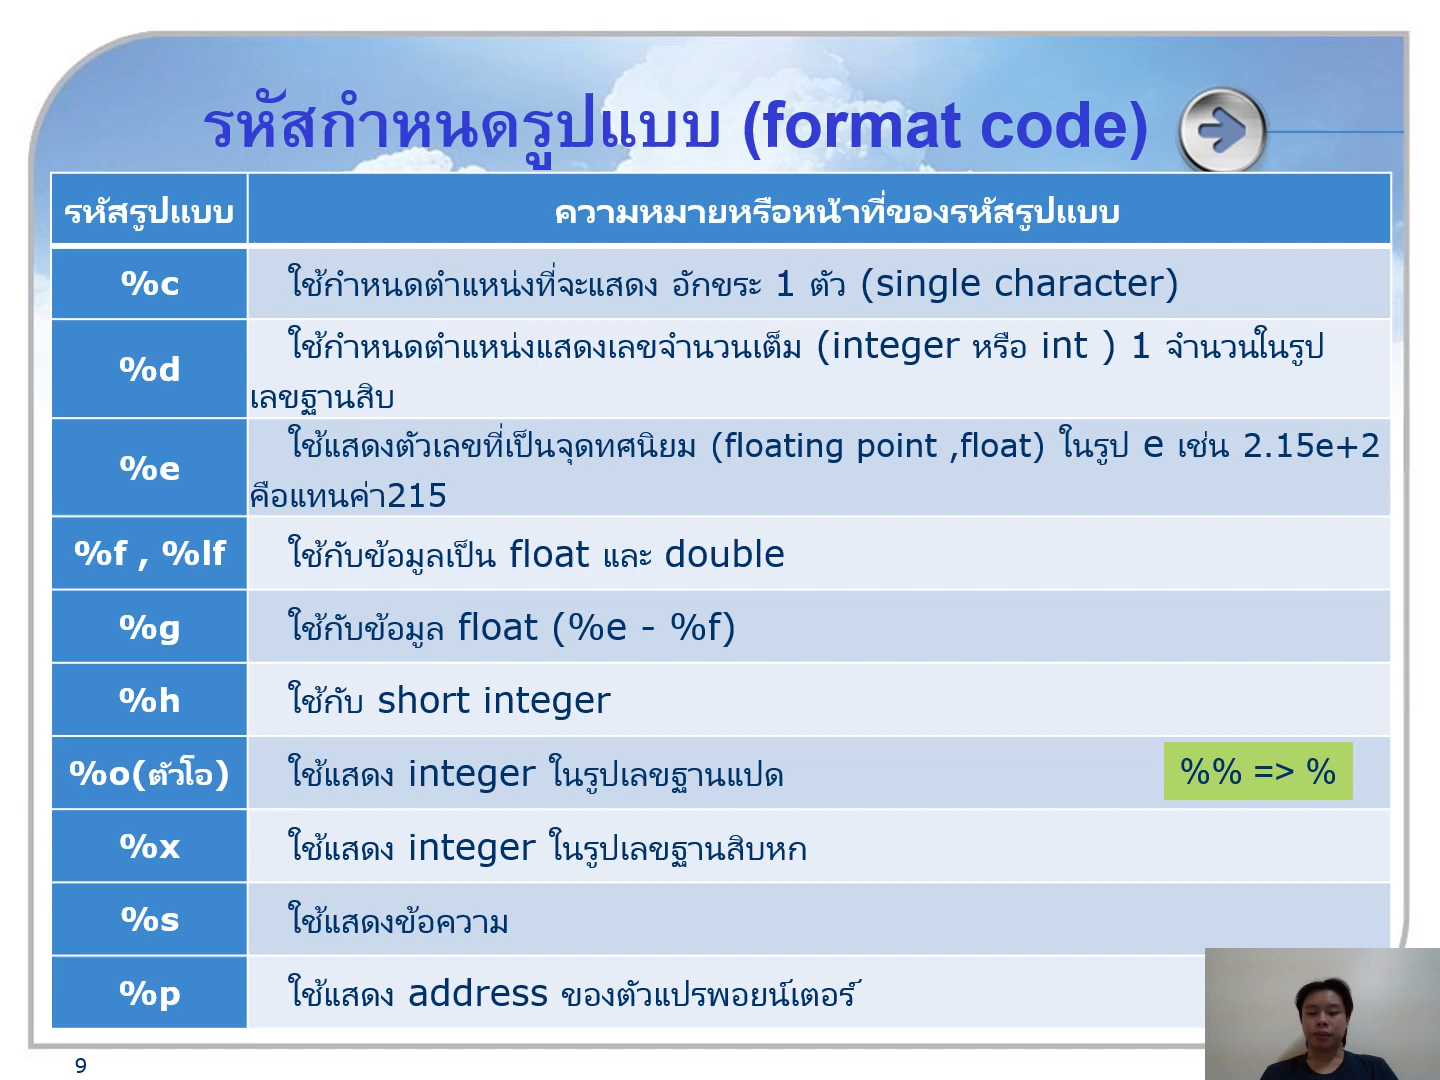 รหัสกำหนดรูปแบบ (format code)
รหัสรูปแบบ ความหมายหรือหน้าที่ของรหัสรูปแบบ
%c ใช้กำหนดตำแหน่งที่จะแสดง อักขระ 1 ตัว (single character)
%d ใช้กำหนดตำแหน่งแสดงเลขจำนวนเต็ม (integer หรือ int ) 1 จำนวนในรูป
เลขฐานสิบ
%e ใช้แสดงตัวเลขที่เป็นจุดทศนิยม (floating point ,float) ในรูป e เช่น 2.15e+2
คือแทนค่า215
%f , %lf ใช้กับข้อมูลเป็น float และ double
%g ใช้กับข้อมูล float (%e - %f)
%h ใช้กับ short integer
%o(ตัวโอ) ใช้แสดง integer ในรูปเลขฐานแปด %% => %
%x ใช้แสดง integer ในรูปเลขฐานสิบหก
%s ใช้แสดงข้อความ
%p ใช้แสดง address ของตัวแปรพอยน์เตอร์
9